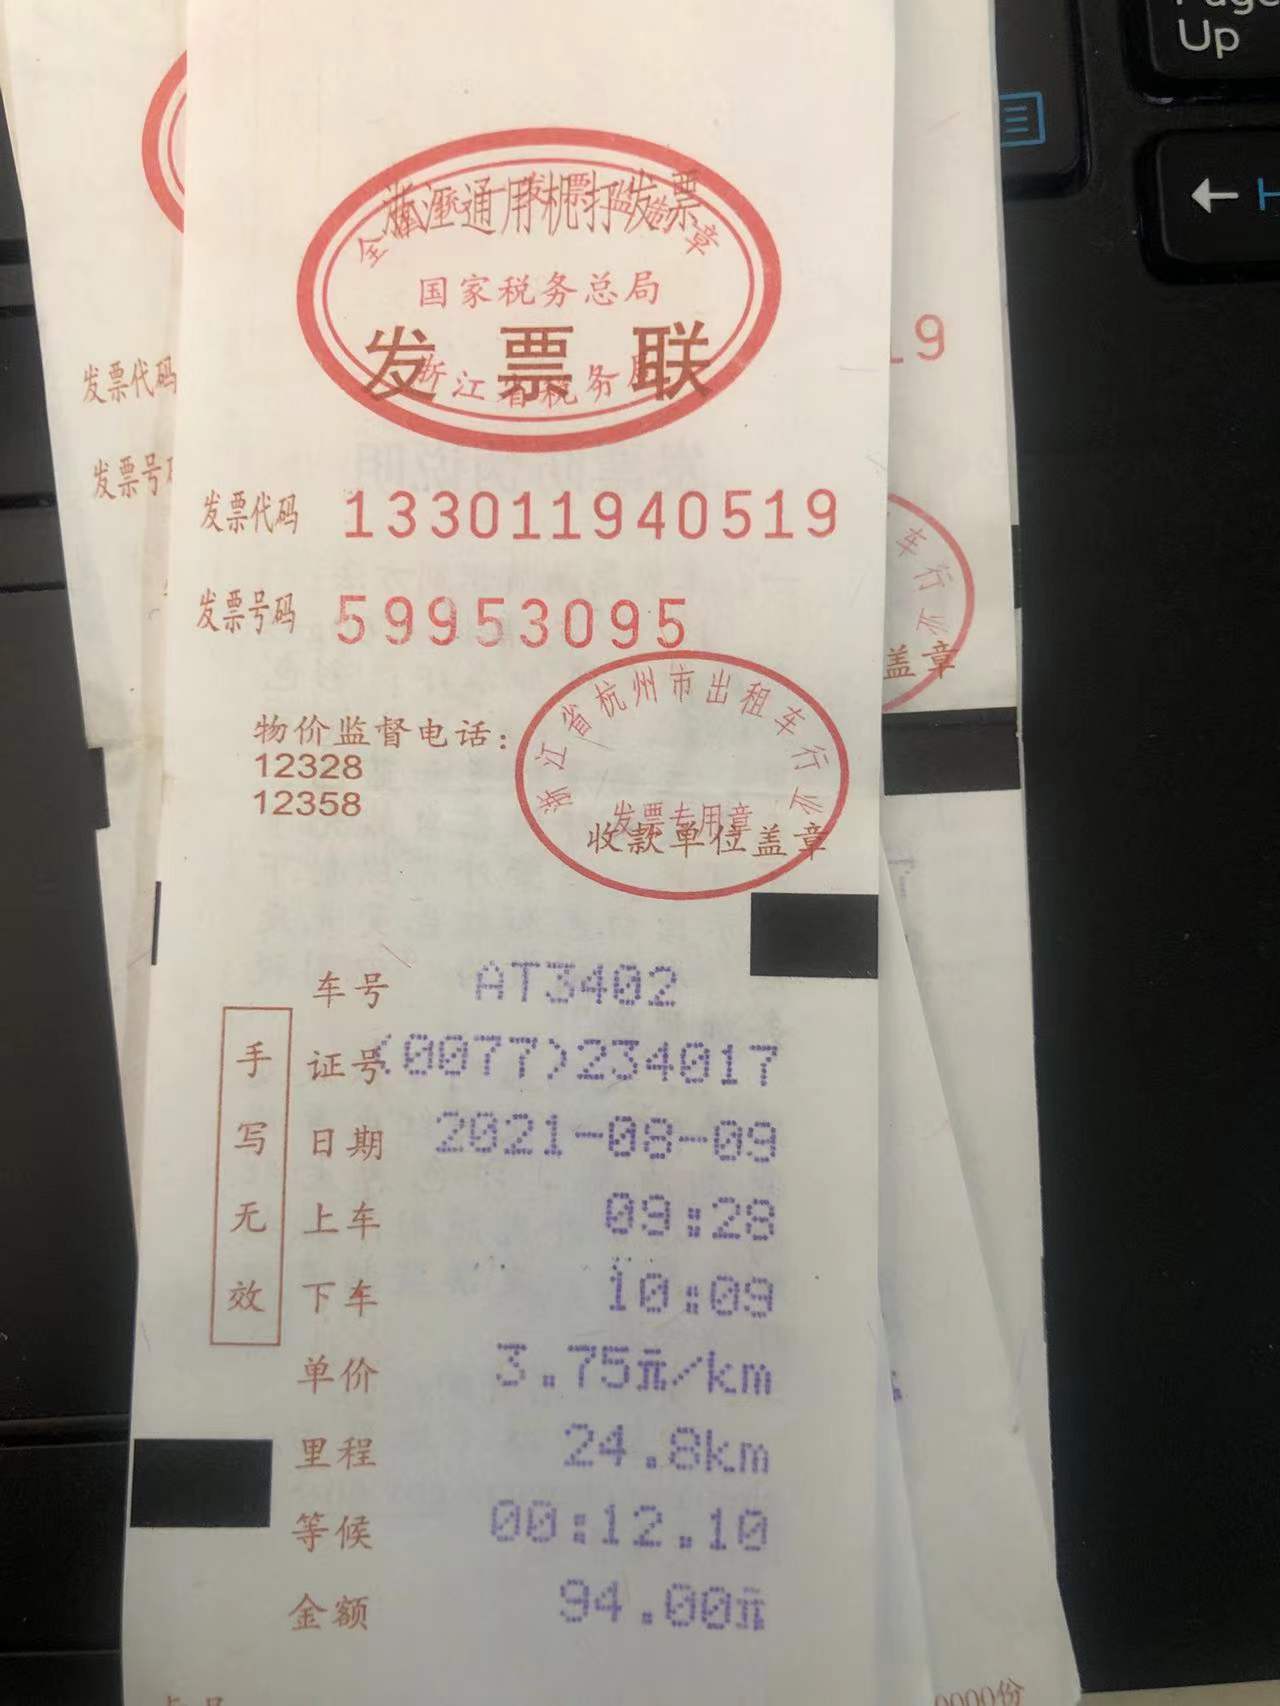 Page
Up
全国统一发票监制章
浙江通用机打发票
国家税务总局
浙江省税务局
发票联
发票代码
发票号码
19
发票代码 133011940519
发票号码 59953095
车行
盖章
物价监督电话:
12328
12358
浙江省杭州市出租车行
发票专用章
收款单位盖章
车号 AT3402
证号(0077)234017
日期 2021-08-09
上车 09:28
下车 10:09
单价 3.75元/km
里程 24.8km
等候 00:12.10
金额 94.00元
手写无效